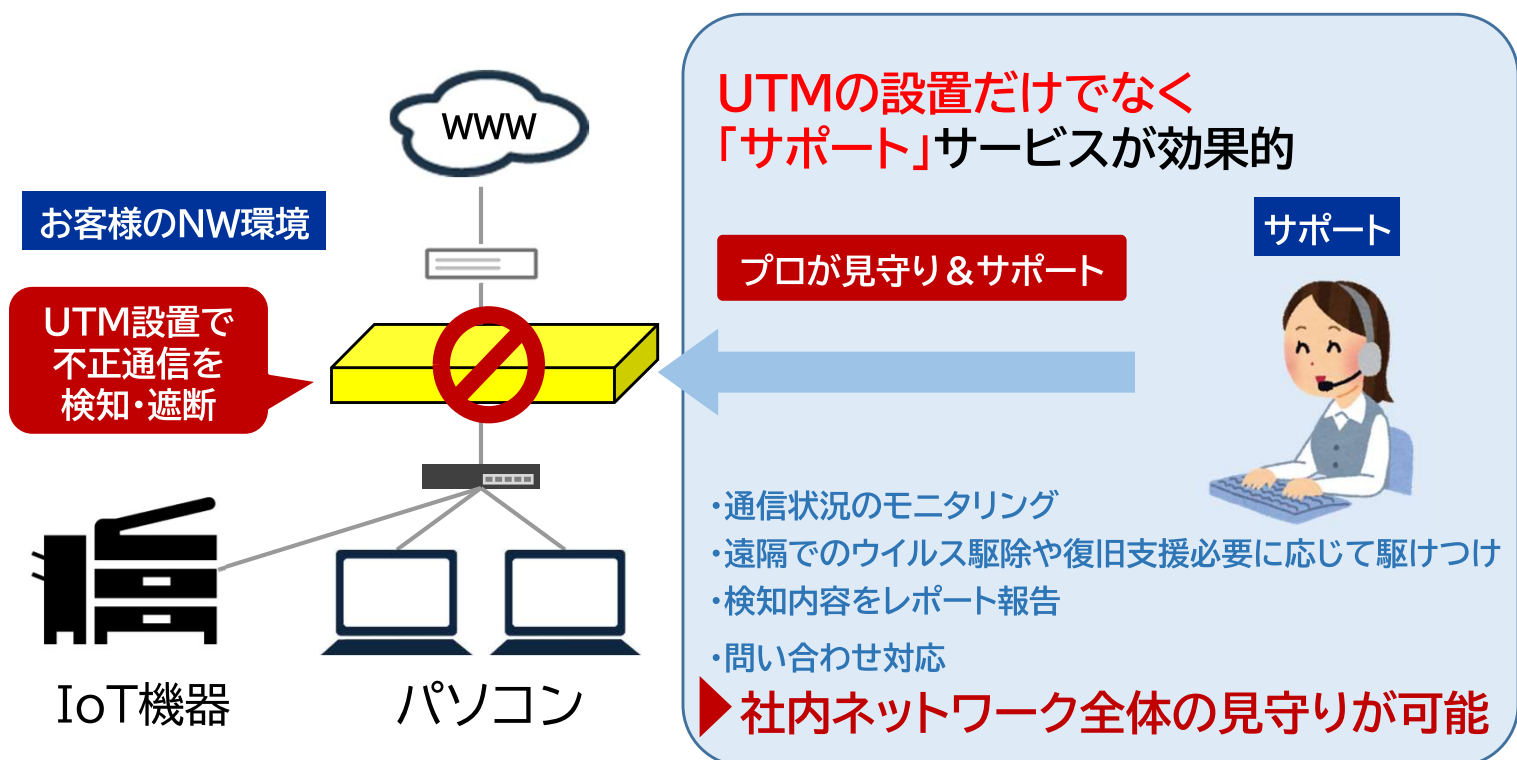 WWW
お客様のNW環境
UTM設置で
不正通信を
検知・遮断
IoT機器
パソコン
UTMの設置だけでなく
「サポート」サービスが効果的
サポート
プロが見守り＆サポート
・通信状況のモニタリング
・遠隔でのウイルス駆除や復旧支援必要に応じて駆けつけ
・検知内容をレポート報告
・問い合わせ対応
社内ネットワーク全体の見守りが可能